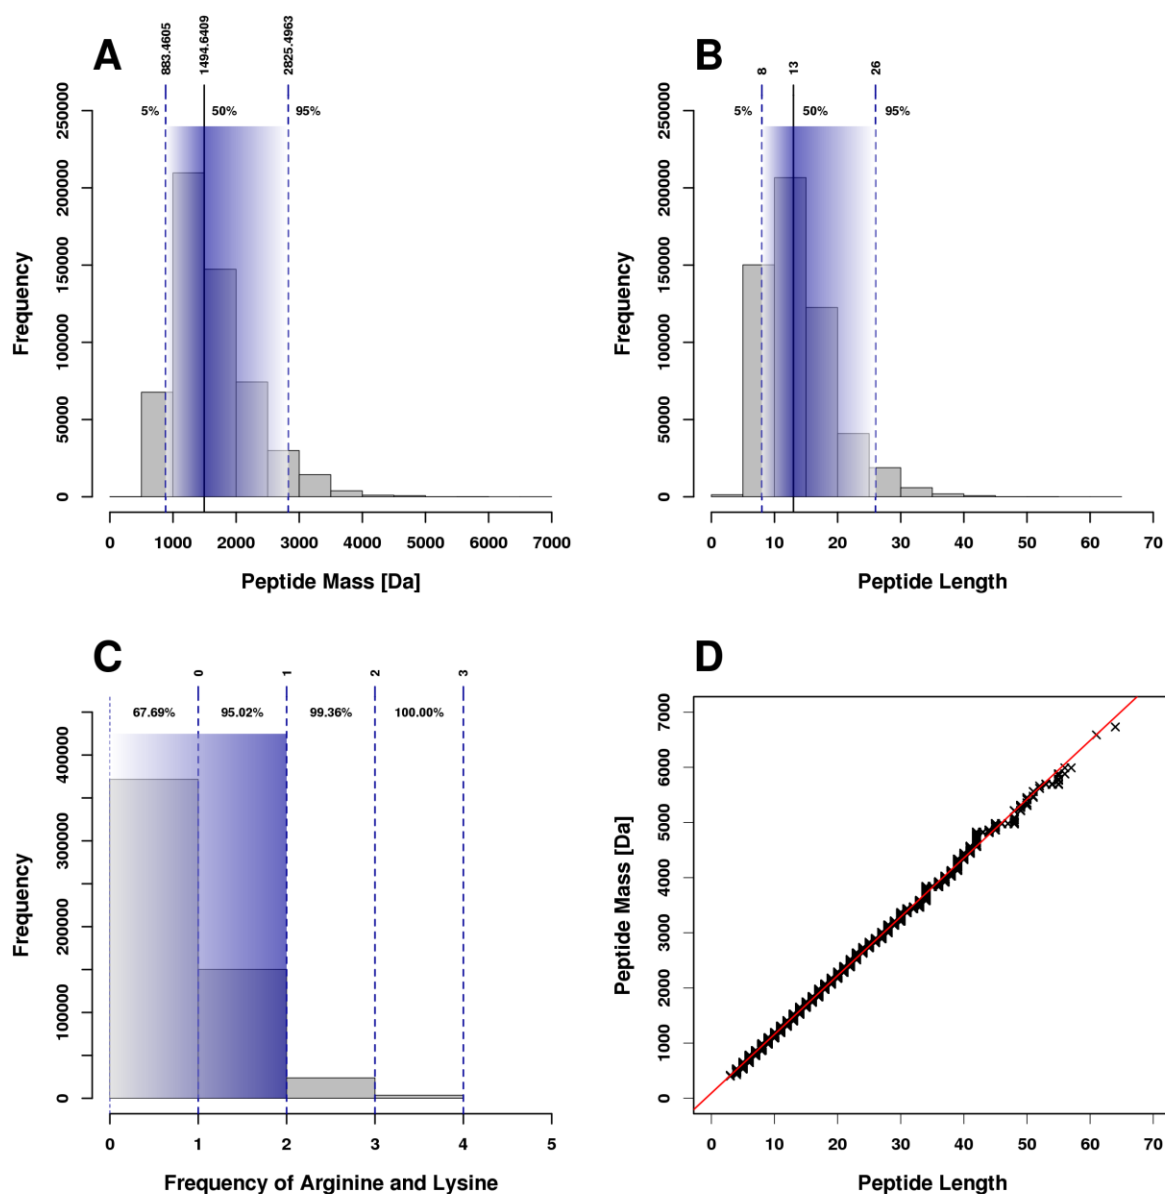 A
883.4605
1494.6409
2825.4963
5%
50%
95%
Frequency
0
50000
100000
150000
200000
250000
0 1000 2000 3000 4000 5000 6000 7000
Peptide Mass [Da]
B
8
13
26
5%
50%
95%
Frequency
0
50000
100000
150000
200000
250000
0 10 20 30 40 50 60 70
Peptide Length
C
0
1
2
3
67.69%
95.02%
99.36%
100.00%
Frequency
0
100000
200000
300000
400000
0 1 2 3 4 5
Frequency of Arginine and Lysine
D
Peptide Mass [Da]
0
1000
2000
3000
4000
5000
6000
7000
0 10 20 30 40 50 60 70
Peptide Length